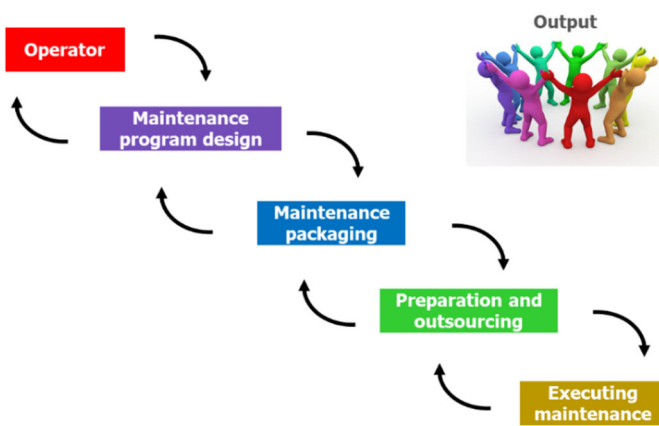 Output
Operator
Maintenance
program design
Maintenance
packaging
Preparation and
outsourcing
Executing
maintenance